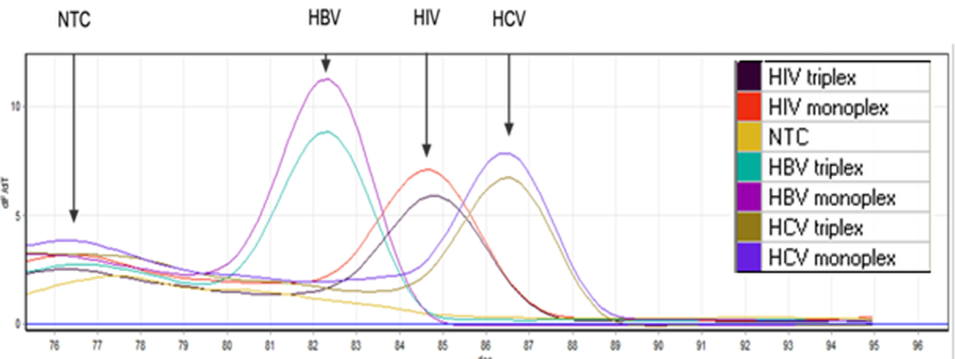 NTC HBV HIV HCV
10
5
0
HIV triplex
HIV monoplex
NTC
HBV triplex
HBV monoplex
HCV triplex
HCV monoplex
dF/dT
76 77 78 79 80 81 82 83 84 85 86 87 88 89 90 91 92 93 94 95 96